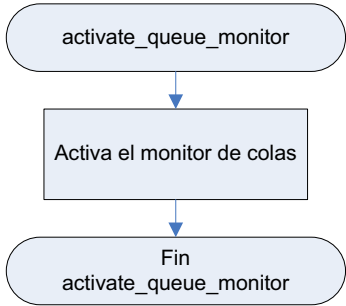 activate_queue_monitor
Activa el monitor de colas
Fin
activate_queue_monitor